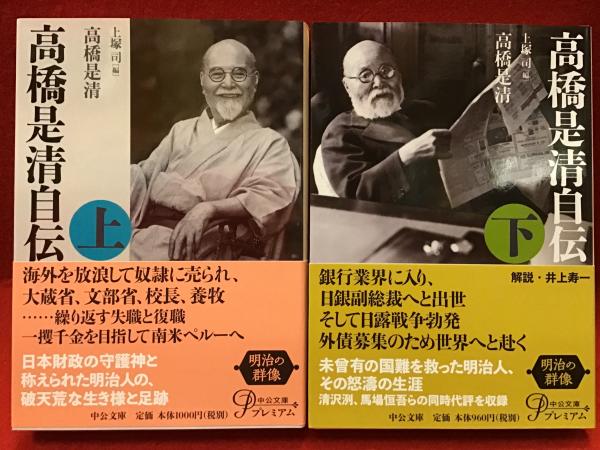 高橋是清自伝
上
上塚 司[編]
高橋是清
海外を放浪して奴隷に売られ、
大蔵省、文部省、校長、養牧
……繰り返す失職と復職
一攫千金を目指して南米ペルーへ
日本財政の守護神と
称えられた明治人の、
破天荒な生き様と足跡
明治の
群像
中公文庫
プレミアム
中公文庫 定価 本体1000円(税別)
高橋是清自伝
下
上塚 司[編]
高橋是清
銀行業界に入り、
日銀副総裁へと出世
そして日露戦争勃発
外債募集のため世界へと赴く
解説・井上寿一
未曾有の国難を救った明治人、
その怒濤の生涯
清沢洌、馬場恒吾らの同時代評を収録
明治の
群像
中公文庫
プレミアム
中公文庫 定価 本体960円(税別)